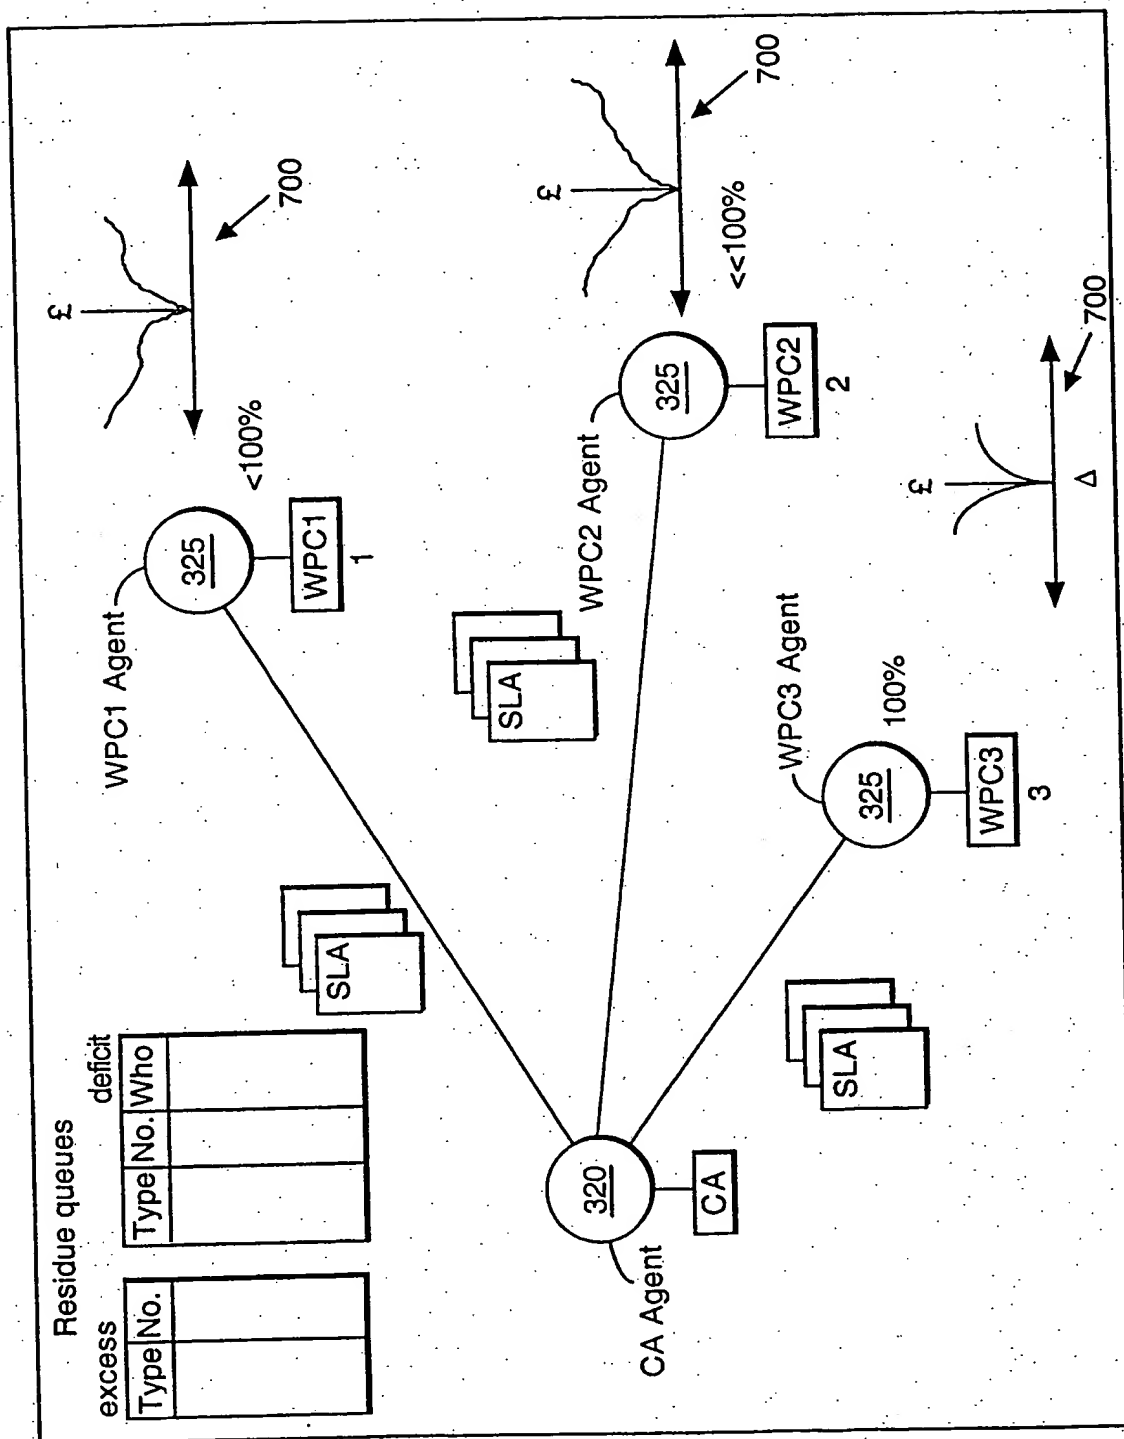 Residue queues
excess
deficit
Type No.
Type No. Who
SLA
WPC1 Agent
325
<100%
WPC1
1
£
700
SLA
WPC2 Agent
325
<<100%
WPC2
2
£
700
CA Agent
320
CA
SLA
WPC3 Agent
325
100%
WPC3
3
£
Δ
700